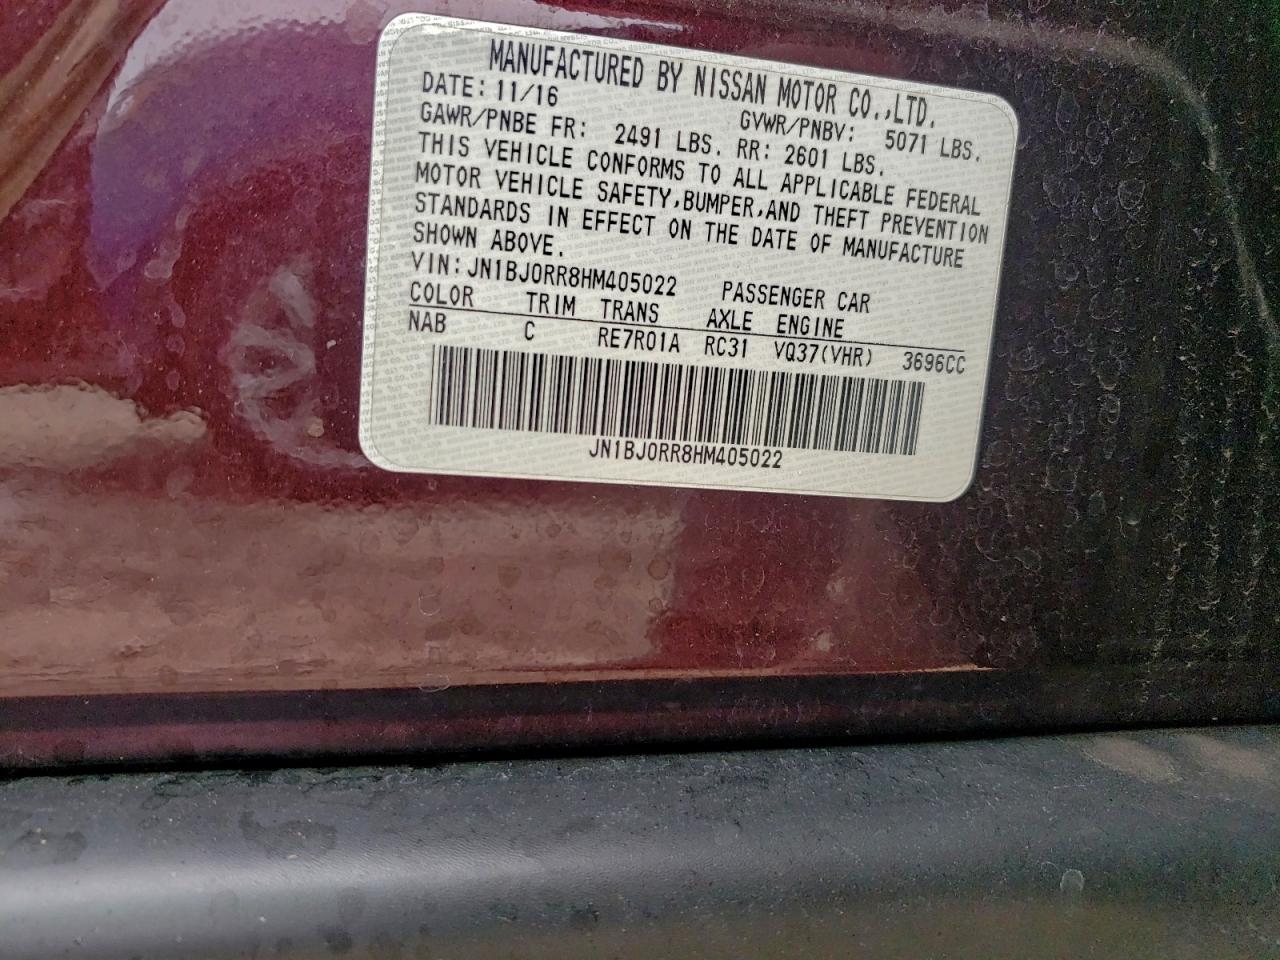 MANUFACTURED BY NISSAN MOTOR CO.,LTD.
DATE: 11/16 GVWR/PNBV: 5071 LBS.
GAWR/PNBE FR: 2491 LBS. RR: 2601 LBS.
THIS VEHICLE CONFORMS TO ALL APPLICABLE FEDERAL
MOTOR VEHICLE SAFETY,BUMPER,AND THEFT PREVENTION
STANDARDS IN EFFECT ON THE DATE OF MANUFACTURE
SHOWN ABOVE.
VIN: JN1BJ0RR8HM405022 PASSENGER CAR
COLOR TRIM TRANS AXLE ENGINE
NAB C RE7R01A RC31 VQ37(VHR) 3696CC
JN1BJ0RR8HM405022